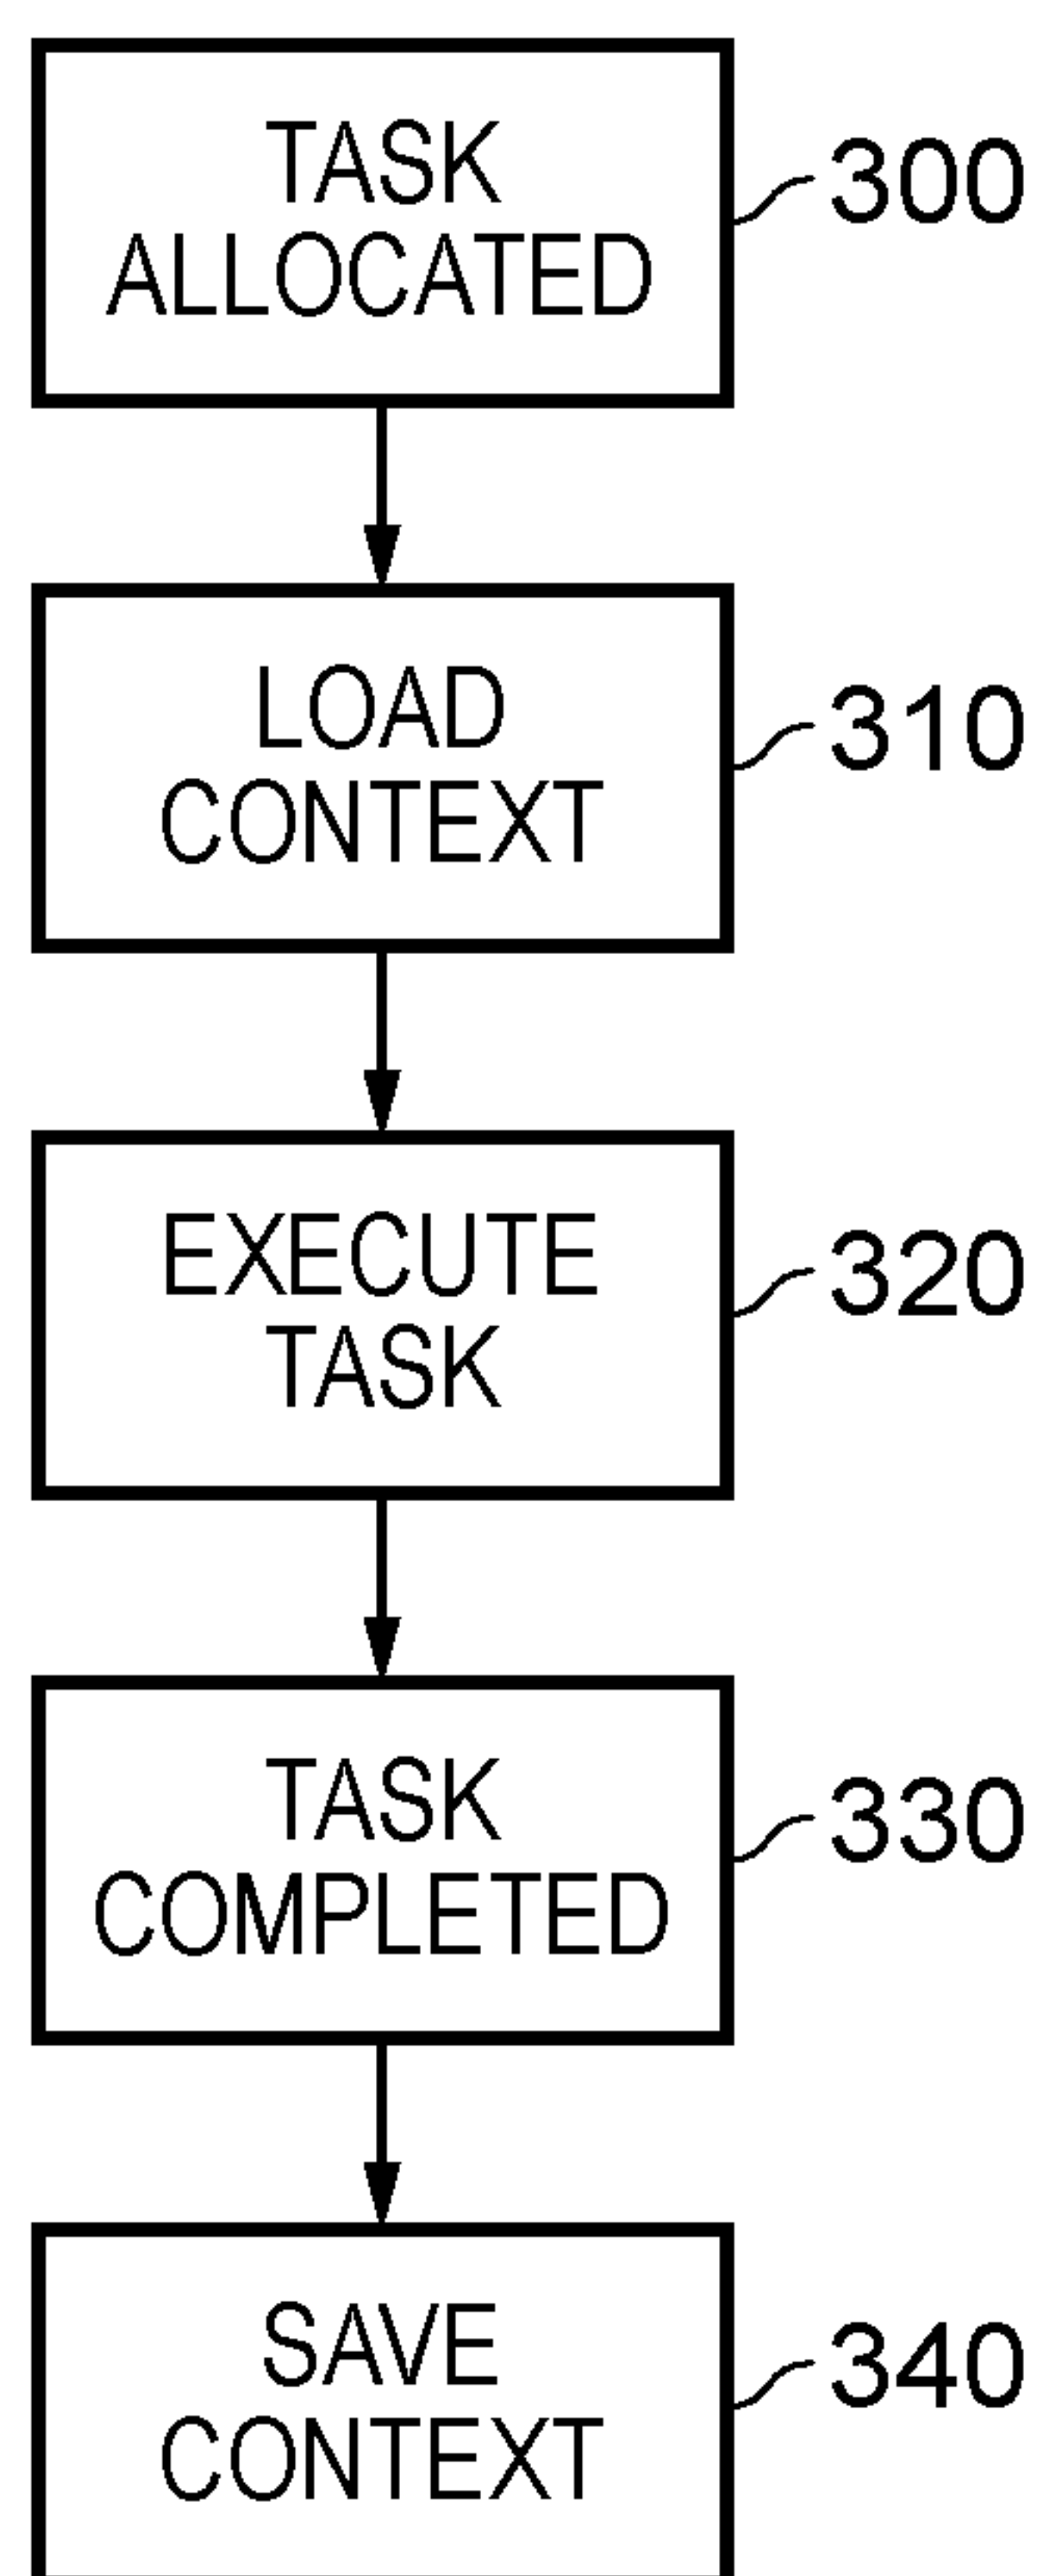 TASK
ALLOCATED
300
LOAD
CONTEXT
310
EXECUTE
TASK
320
TASK
COMPLETED
330
SAVE
CONTEXT
340